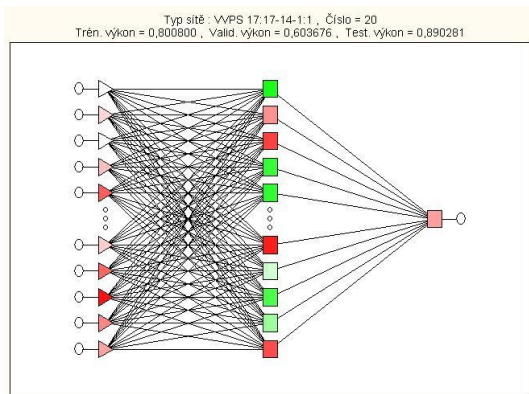 Typ sítě : VVPS 17:17-14-1:1 , Číslo = 20
Trén. výkon = 0,800800 , Valid. výkon = 0,603676 , Test. výkon = 0,890281